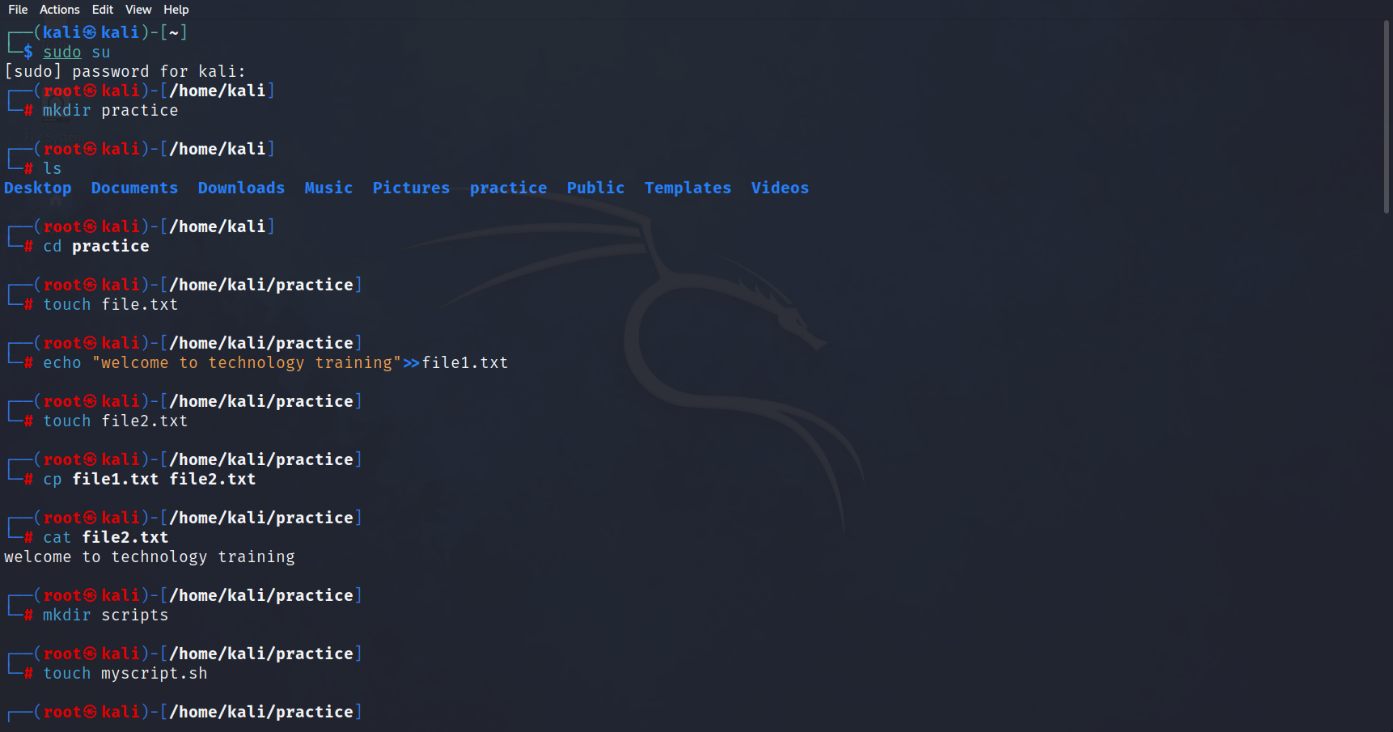 File Actions Edit View Help
┌──(kali㉿kali)-[~]
└─$ sudo su
[sudo] password for kali:
┌──(root㉿kali)-[/home/kali]
└─# mkdir practice
┌──(root㉿kali)-[/home/kali]
└─# ls
Desktop Documents Downloads Music Pictures practice Public Templates Videos
┌──(root㉿kali)-[/home/kali]
└─# cd practice
┌──(root㉿kali)-[/home/kali/practice]
└─# touch file.txt
┌──(root㉿kali)-[/home/kali/practice]
└─# echo "welcome to technology training">>file1.txt
┌──(root㉿kali)-[/home/kali/practice]
└─# touch file2.txt
┌──(root㉿kali)-[/home/kali/practice]
└─# cp file1.txt file2.txt
┌──(root㉿kali)-[/home/kali/practice]
└─# cat file2.txt
welcome to technology training
┌──(root㉿kali)-[/home/kali/practice]
└─# mkdir scripts
┌──(root㉿kali)-[/home/kali/practice]
└─# touch myscript.sh
┌──(root㉿kali)-[/home/kali/practice]